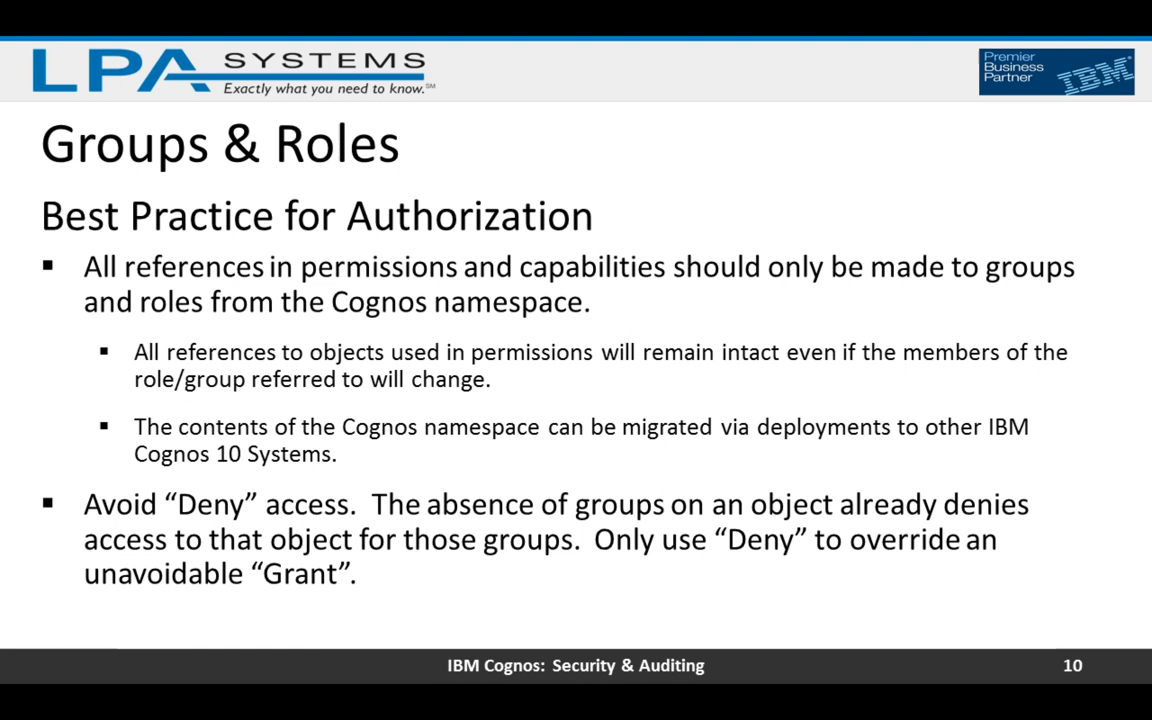 LPA SYSTEMS
Exactly what you need to know.℠
Premier
Business
Partner
IBM
Groups & Roles
Best Practice for Authorization
▪ All references in permissions and capabilities should only be made to groups
and roles from the Cognos namespace.
▪ All references to objects used in permissions will remain intact even if the members of the
role/group referred to will change.
▪ The contents of the Cognos namespace can be migrated via deployments to other IBM
Cognos 10 Systems.
▪ Avoid “Deny” access. The absence of groups on an object already denies
access to that object for those groups. Only use “Deny” to override an
unavoidable “Grant”.
IBM Cognos: Security & Auditing
10